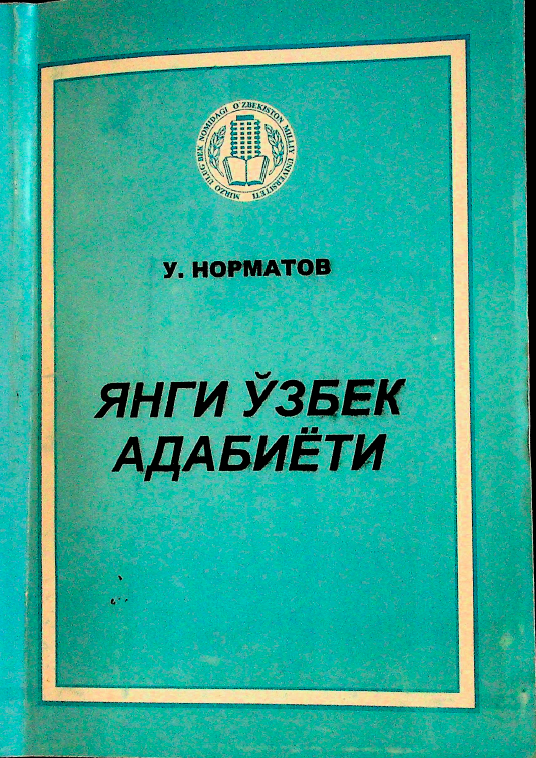 MIRZO ULUG'BEK NOMIDAGI O'ZBEKISTON MILLIY UNIVERSITETI
У. НОРМАТОВ
ЯНГИ ЎЗБЕК
АДАБИЁТИ